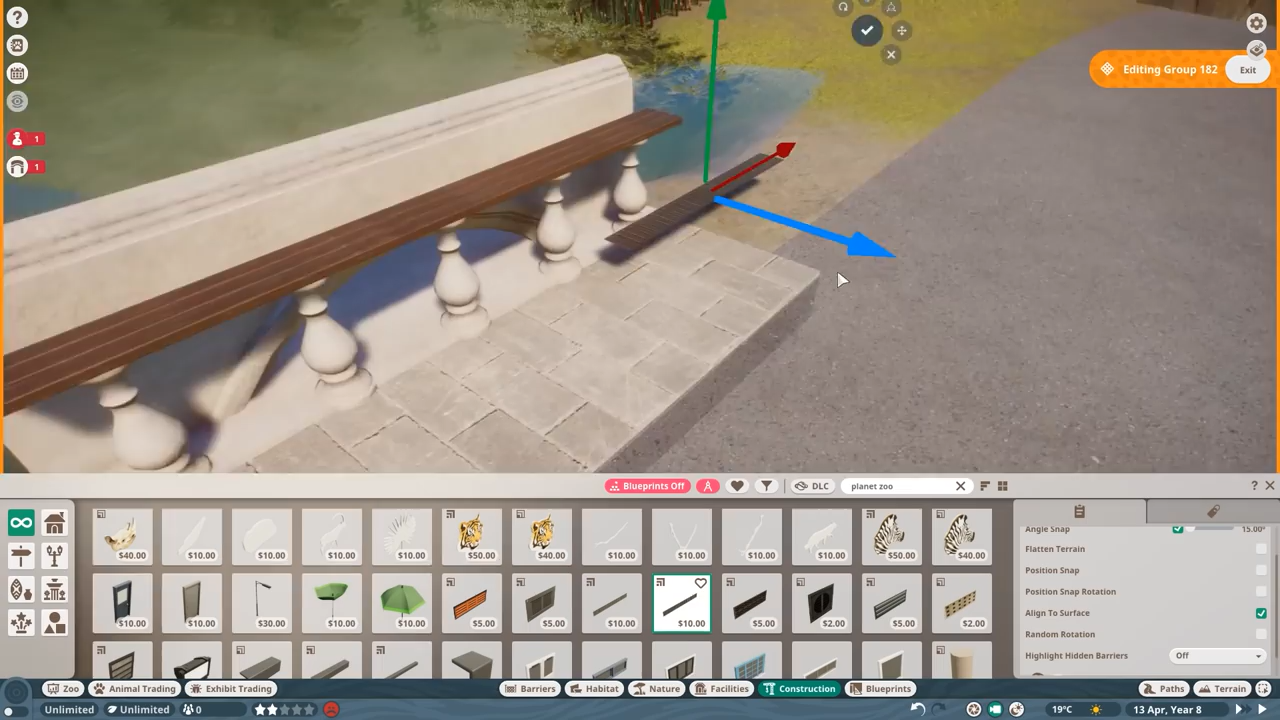 ?
Editing Group 182
Exit
1
1
Blueprints Off
DLC
planet zoo
?
$40.00
$10.00
$10.00
$10.00
$10.00
$50.00
$40.00
$10.00
$10.00
$10.00
$10.00
$50.00
$40.00
Angle Snap
15.00°
Flatten Terrain
Position Snap
Position Snap Rotation
Align To Surface
Random Rotation
Highlight Hidden Barriers
Off
$10.00
$10.00
$30.00
$10.00
$10.00
$5.00
$5.00
$10.00
$10.00
$5.00
$2.00
$5.00
$2.00
Zoo
Animal Trading
Exhibit Trading
Barriers
Habitat
Nature
Facilities
Construction
Blueprints
Paths
Terrain
Unlimited
Unlimited
0
19°C
13 Apr, Year 8